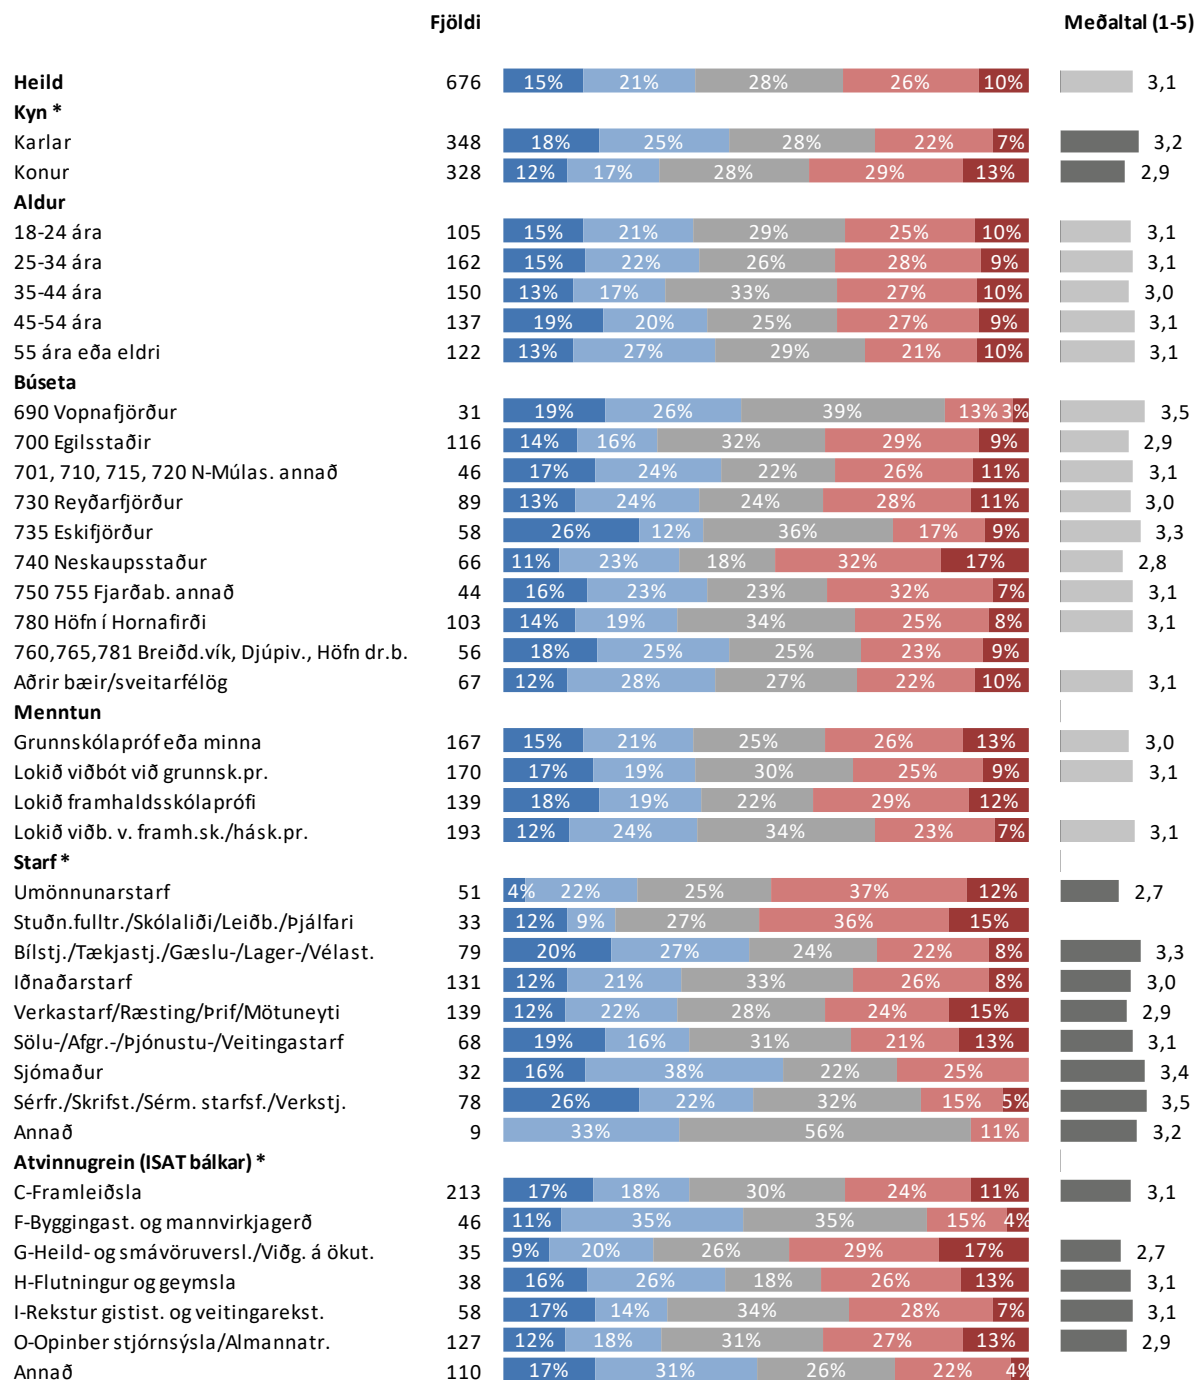 Fjöldi Meðaltal (1-5)
Heild 676 15% 21% 28% 26% 10% 3,1
Kyn *
Karlar 348 18% 25% 28% 22% 7% 3,2
Konur 328 12% 17% 28% 29% 13% 2,9
Aldur
18-24 ára 105 15% 21% 29% 25% 10% 3,1
25-34 ára 162 15% 22% 26% 28% 9% 3,1
35-44 ára 150 13% 17% 33% 27% 10% 3,0
45-54 ára 137 19% 20% 25% 27% 9% 3,1
55 ára eða eldri 122 13% 27% 29% 21% 10% 3,1
Búseta
690 Vopnafjörður 31 19% 26% 39% 13% 3% 3,5
700 Egilsstaðir 116 14% 16% 32% 29% 9% 2,9
701, 710, 715, 720 N-Múlas. annað 46 17% 24% 22% 26% 11% 3,1
730 Reyðarfjörður 89 13% 24% 24% 28% 11% 3,0
735 Eskifjörður 58 26% 12% 36% 17% 9% 3,3
740 Neskaupsstaður 66 11% 23% 18% 32% 17% 2,8
750 755 Fjarðab. annað 44 16% 23% 23% 32% 7% 3,1
780 Höfn í Hornafirði 103 14% 19% 34% 25% 8% 3,1
760,765,781 Breiðd.vík, Djúpiv., Höfn dr.b. 56 18% 25% 25% 23% 9%
Aðrir bæir/sveitarfélög 67 12% 28% 27% 22% 10% 3,1
Menntun
Grunnskólapróf eða minna 167 15% 21% 25% 26% 13% 3,0
Lokið viðbót við grunnsk.pr. 170 17% 19% 30% 25% 9% 3,1
Lokið framhaldsskólaprófi 139 18% 19% 22% 29% 12%
Lokið viðb. v. framh.sk./hásk.pr. 193 12% 24% 34% 23% 7% 3,1
Starf *
Umönnunarstarf 51 4% 22% 25% 37% 12% 2,7
Stuðn.fulltr./Skólaliði/Leiðb./Þjálfari 33 12% 9% 27% 36% 15%
Bílstj./Tækjastj./Gæslu-/Lager-/Vélast. 79 20% 27% 24% 22% 8% 3,3
Iðnaðarstarf 131 12% 21% 33% 26% 8% 3,0
Verkastarf/Ræsting/Þrif/Mötuneyti 139 12% 22% 28% 24% 15% 2,9
Sölu-/Afgr.-/Þjónustu-/Veitingastarf 68 19% 16% 31% 21% 13% 3,1
Sjómaður 32 16% 38% 22% 25% 3,4
Sérfr./Skrifst./Sérm. starfsf./Verkstj. 78 26% 22% 32% 15% 5% 3,5
Annað 9 33% 56% 11% 3,2
Atvinnugrein (ISAT bálkar) *
C-Framleiðsla 213 17% 18% 30% 24% 11% 3,1
F-Byggingast. og mannvirkjagerð 46 11% 35% 35% 15% 4%
G-Heild- og smávöruversl./Viðg. á ökut. 35 9% 20% 26% 29% 17% 2,7
H-Flutningur og geymsla 38 16% 26% 18% 26% 13% 3,1
I-Rekstur gistist. og veitingarekst. 58 17% 14% 34% 28% 7% 3,1
O-Opinber stjórnsýsla/Almannatr. 127 12% 18% 31% 27% 13% 2,9
Annað 110 17% 31% 26% 22% 4%